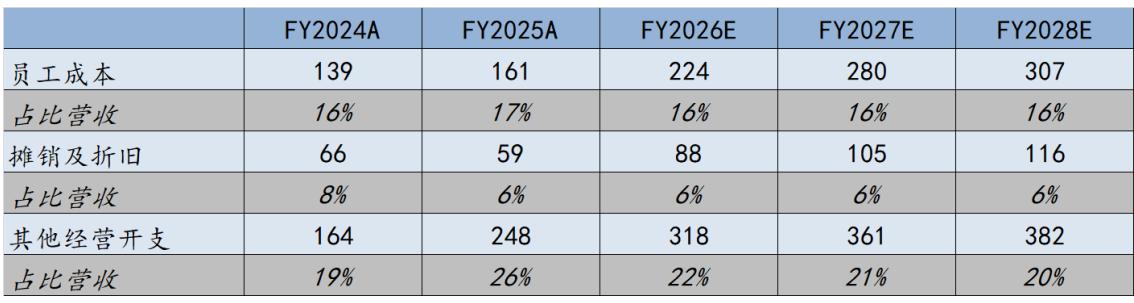 FY2024A FY2025A FY2026E FY2027E FY2028E
员工成本 139 161 224 280 307
占比营收 16% 17% 16% 16% 16%
摊销及折旧 66 59 88 105 116
占比营收 8% 6% 6% 6% 6%
其他经营开支 164 248 318 361 382
占比营收 19% 26% 22% 21% 20%